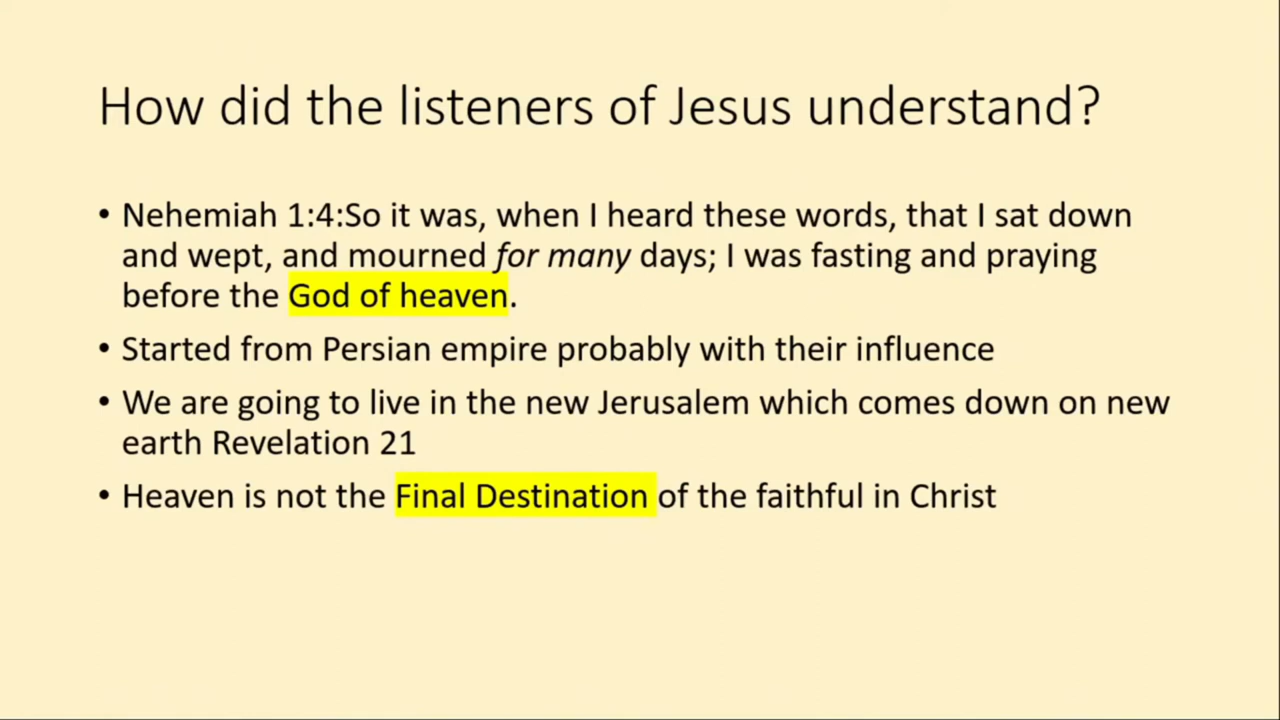 How did the listeners of Jesus understand?
• Nehemiah 1:4:So it was, when I heard these words, that I sat down
and wept, and mourned for many days; I was fasting and praying
before the God of heaven.
• Started from Persian empire probably with their influence
• We are going to live in the new Jerusalem which comes down on new
earth Revelation 21
• Heaven is not the Final Destination of the faithful in Christ